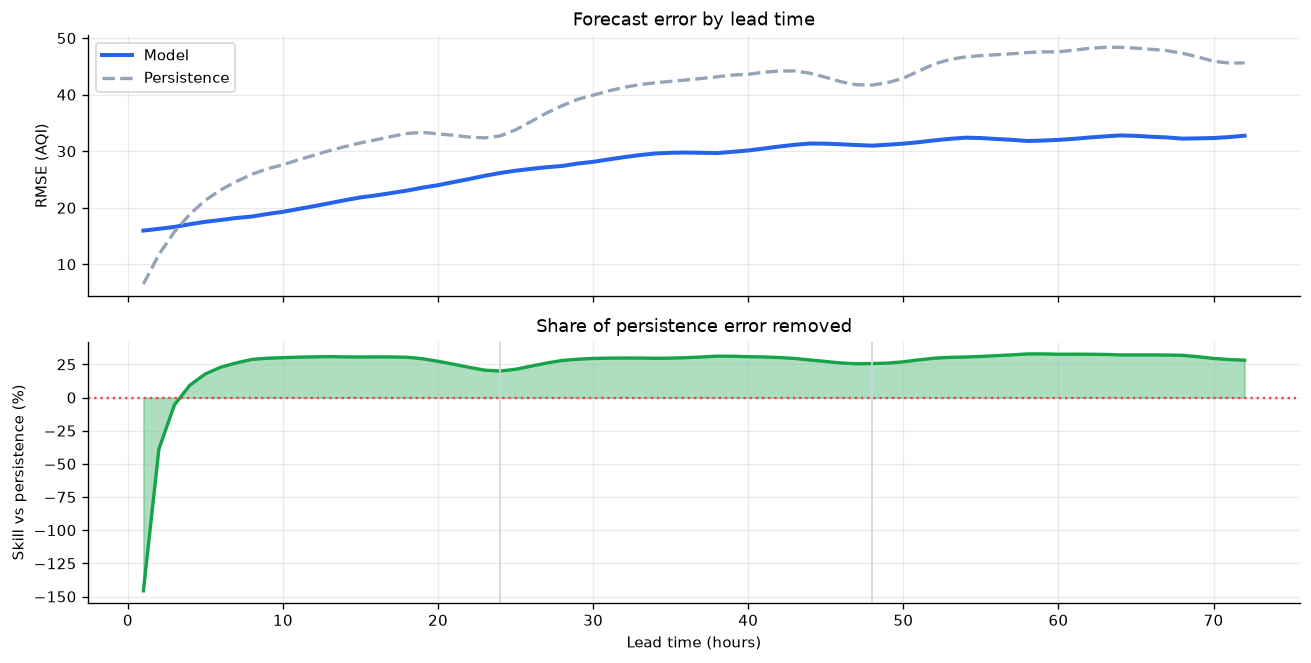 Forecast error by lead time
50
40
30
20
10
RMSE (AQI)
Model
Persistence
Share of persistence error removed
25
0
−25
−50
−75
−100
−125
−150
Skill vs persistence (%)
0 10 20 30 40 50 60 70
Lead time (hours)